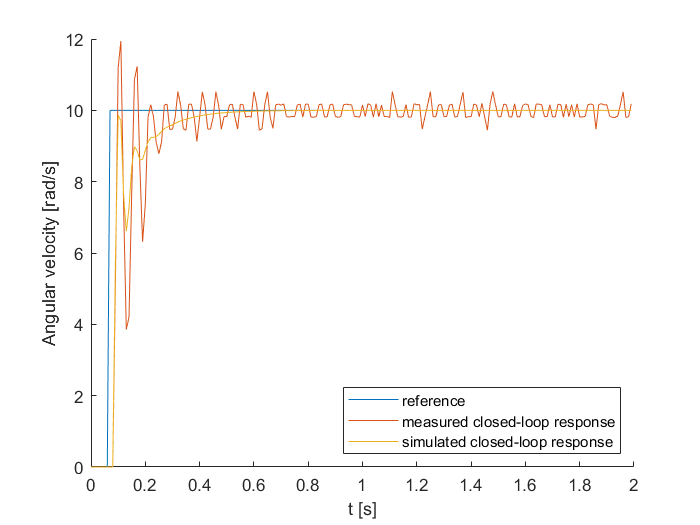 12
10
8
6
4
2
0
Angular velocity [rad/s]
reference
measured closed-loop response
simulated closed-loop response
0 0.2 0.4 0.6 0.8 1 1.2 1.4 1.6 1.8 2
t [s]